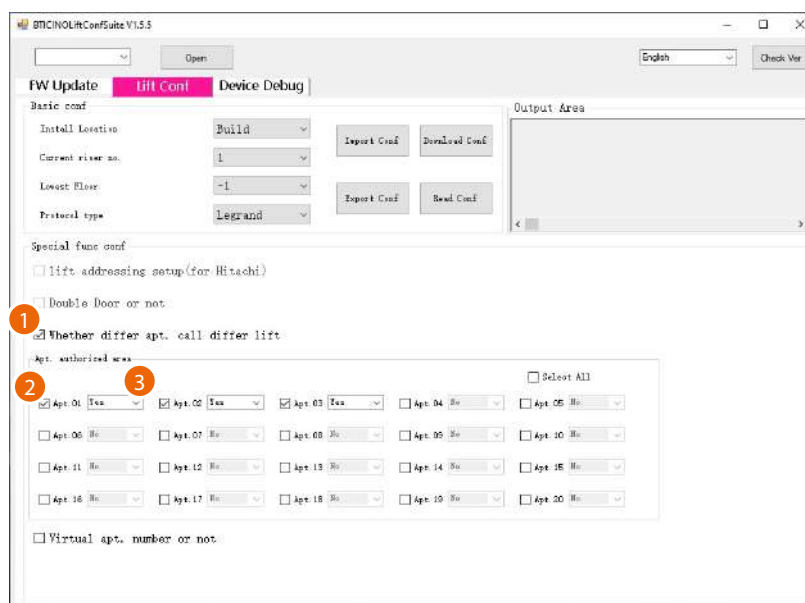 BTICINOLiftConfSuite V1.5.5
Open
English
Check Ver
FW Update
Lift Conf
Device Debug
Basic conf
Output Area
Install Location
Build
Import Conf
Download Conf
Current riser no.
1
Lowest Floor
-1
Export Conf
Read Conf
Protocol type
Legrand
Special func conf
lift addressing setup(for Hitachi)
Double Door or not
1
Whether differ apt. call differ lift
Apt. authorized area
2
3
Select All
Apt.01 Yes Apt.02 Yes Apt.03 Yes Apt.04 No Apt.05 No
Apt.06 No Apt.07 No Apt.08 No Apt.09 No Apt.10 No
Apt.11 No Apt.12 No Apt.13 No Apt.14 No Apt.15 No
Apt.16 No Apt.17 No Apt.18 No Apt.19 No Apt.20 No
Virtual apt. number or not